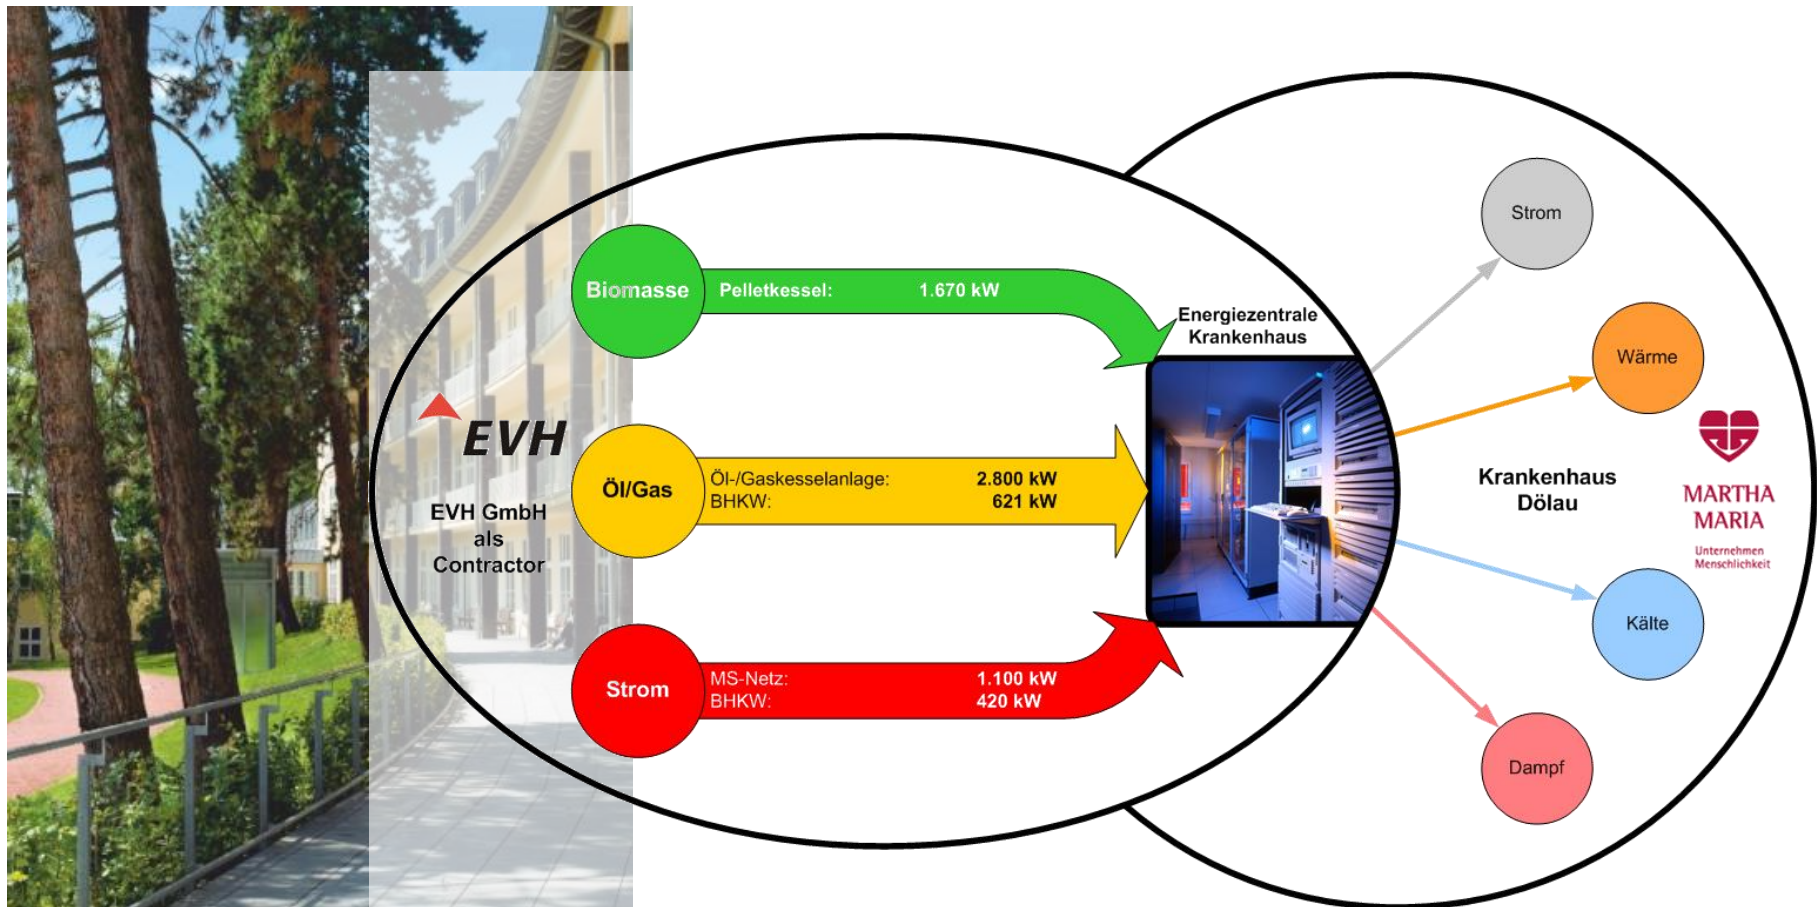 EVH
EVH GmbH
als
Contractor
Biomasse
Pelletkessel: 1.670 kW
Öl/Gas
Öl-/Gaskesselanlage: 2.800 kW
BHKW: 621 kW
Strom
MS-Netz: 1.100 kW
BHKW: 420 kW
Energiezentrale
Krankenhaus
Strom
Wärme
Krankenhaus
Dölau
Kälte
Dampf
MARTHA
MARIA
Unternehmen
Menschlichkeit